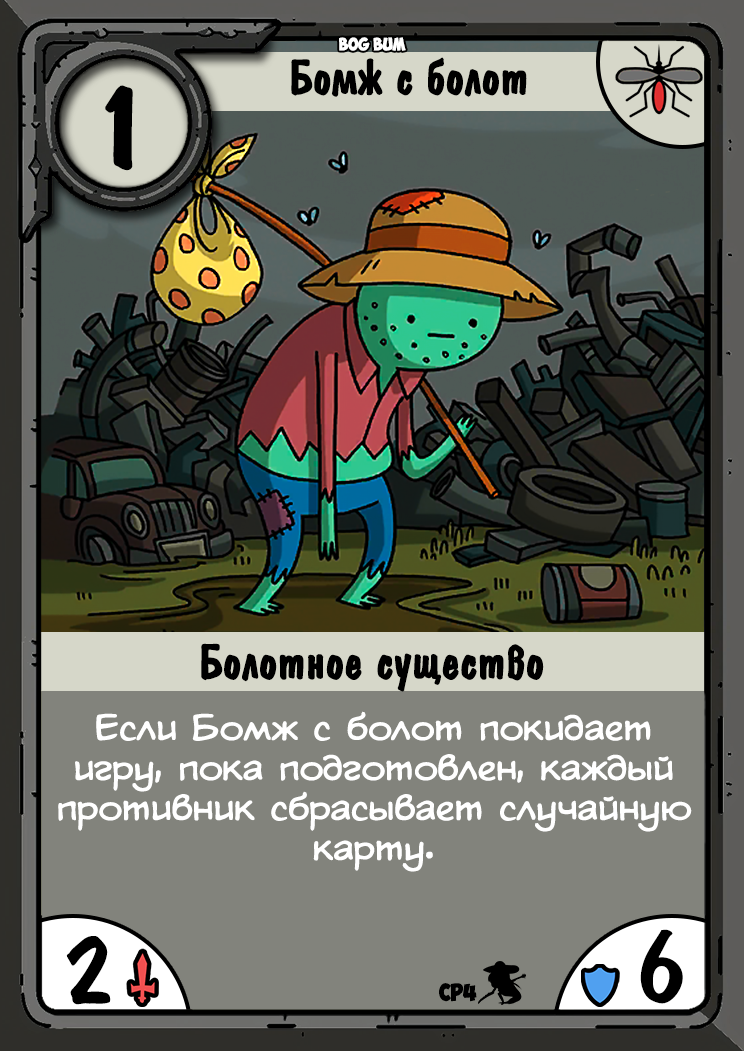 BOG BUM
Бомж с болот
1
Болотное существо
Если Бомж с болот покидает
игру, пока подготовлен, каждый
противник сбрасывает случайную
карту.
2
CP4
6